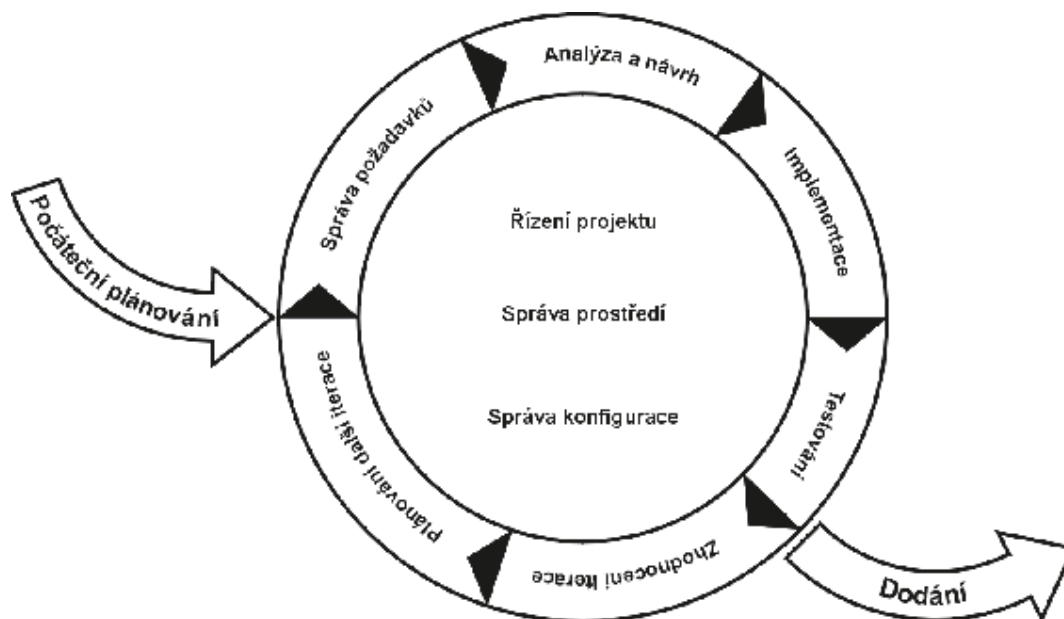 Počáteční plánování
Správa požadavků
Analýza a návrh
Implementace
Testování
Zhodnocení iterace
Plánování další iterace
Řízení projektu
Správa prostředí
Správa konfigurace
Dodání